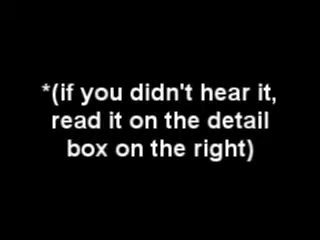 *(if you didn't hear it,
read it on the detail
box on the right)